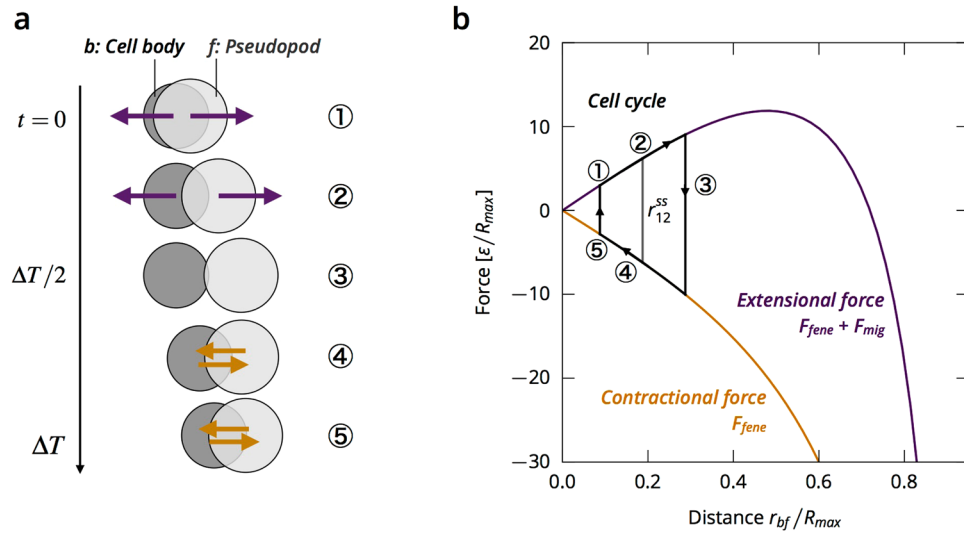 a
b: Cell body
f: Pseudopod
t = 0
①
②
ΔT/2
③
④
ΔT
⑤
b
Force [ε/R_max]
20
10
0
−10
−20
−30
Cell cycle
①
②
③
r_{12}^{ss}
⑤
④
Extensional force
F_fene + F_mig
Contractional force
F_fene
0.0
0.2
0.4
0.6
0.8
Distance r_bf / R_max